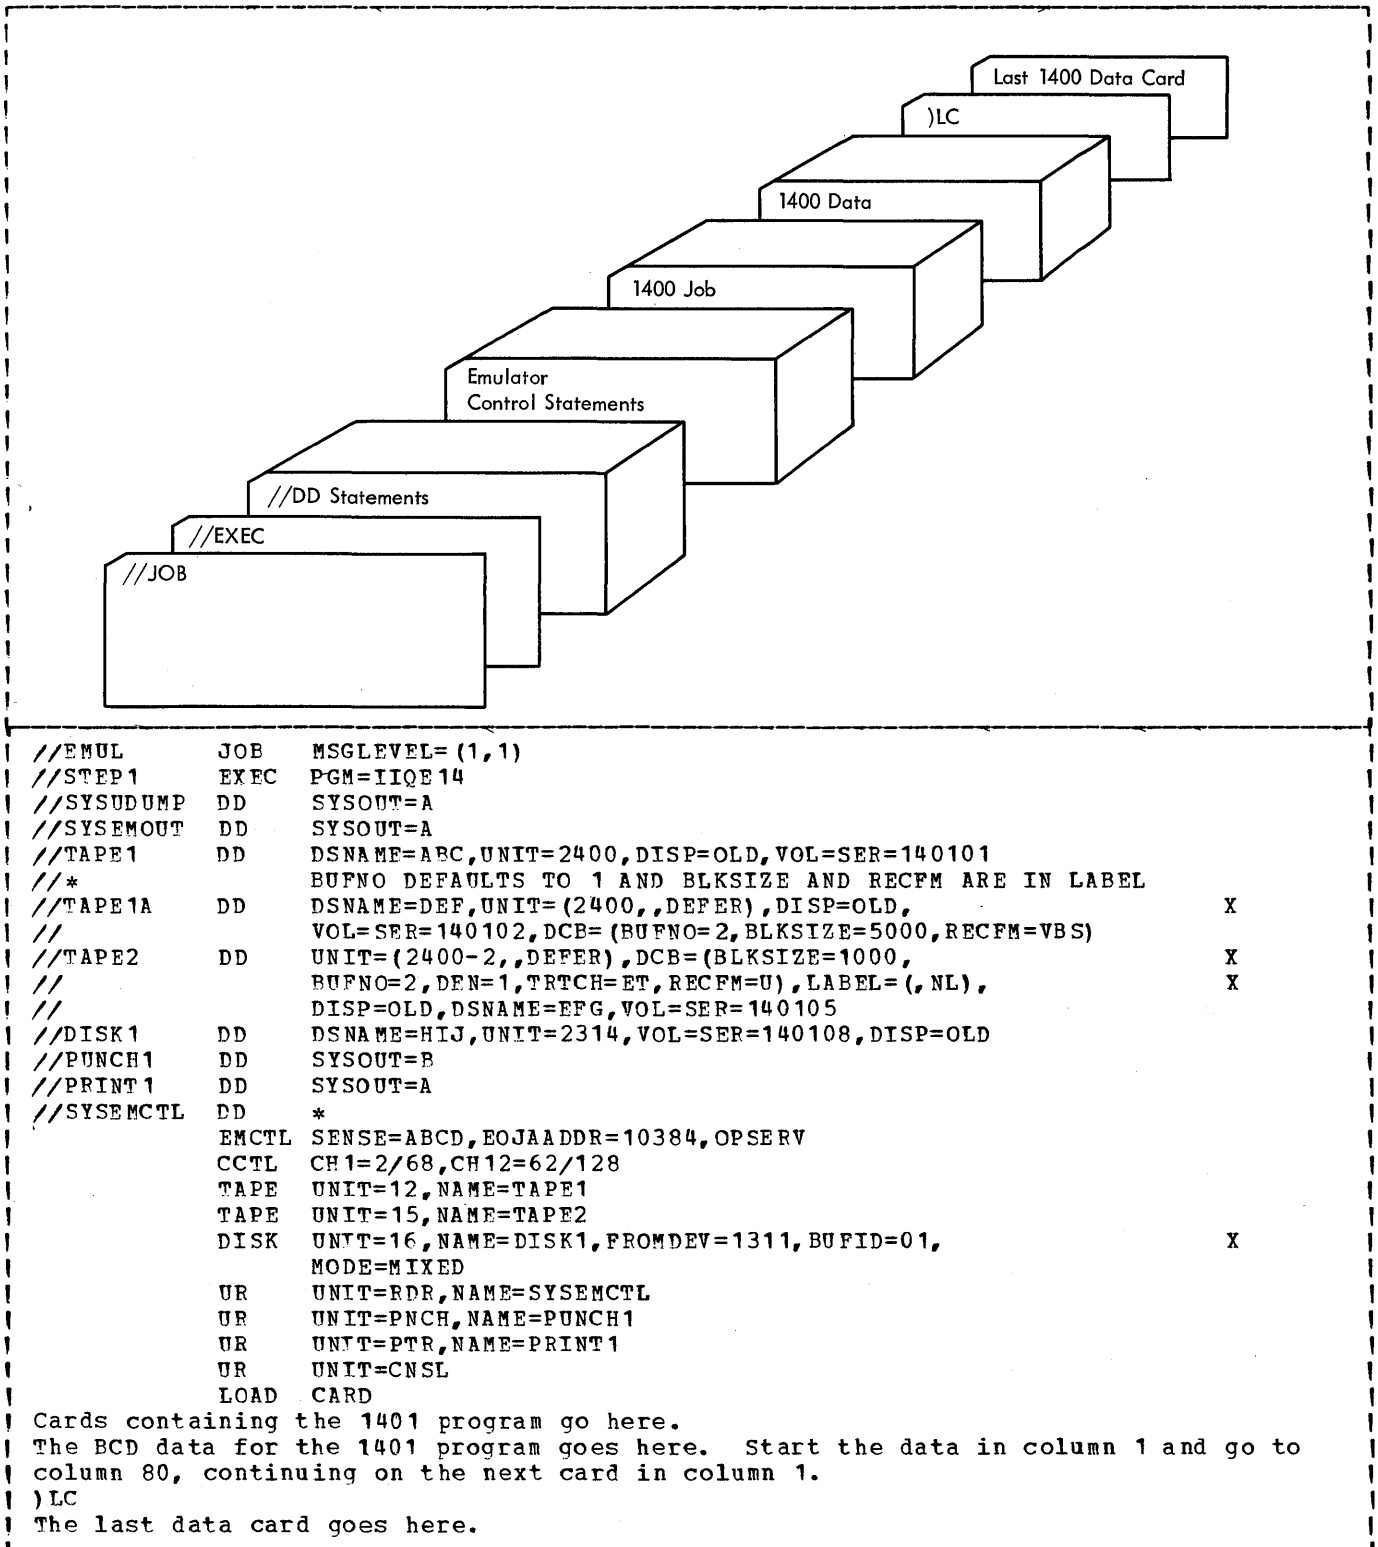 Last 1400 Data Card
)LC
1400 Data
1400 Job
Emulator
Control Statements
//DD Statements
//EXEC
//JOB
//EMUL JOB MSGLEVEL=(1,1)
//STEP1 EXEC PGM=IIQE14
//SYSUDUMP DD SYSOUT=A
//SYSEMOUT DD SYSOUT=A
//TAPE1 DD DSNAME=ABC,UNIT=2400,DISP=OLD,VOL=SER=140101
//* BUFNO DEFAULTS TO 1 AND BLKSIZE AND RECFM ARE IN LABEL
//TAPE1A DD DSNAME=DEF,UNIT=(2400,,DEFER),DISP=OLD, X
// VOL=SER=140102,DCB=(BUFNO=2,BLKSIZE=5000,RECFM=VBS)
//TAPE2 DD UNIT=(2400-2,,DEFER),DCB=(BLKSIZE=1000, X
// BUFNO=2,DEN=1,TRTCH=ET,RECFM=U),LABEL=(,NL), X
// DISP=OLD,DSNAME=EFG,VOL=SER=140105
//DISK1 DD DSNAME=HIJ,UNIT=2314,VOL=SER=140108,DISP=OLD
//PUNCH1 DD SYSOUT=B
//PRINT1 DD SYSOUT=A
//SYSEMCTL DD *
EMCTL SENSE=ABCD,EOJAADDR=10384,OPSERV
CCTL CH1=2/68,CH12=62/128
TAPE UNIT=12,NAME=TAPE1
TAPE UNIT=15,NAME=TAPE2
DISK UNIT=16,NAME=DISK1,FROMDEV=1311,BUFID=01, X
MODE=MIXED
UR UNIT=RDR,NAME=SYSEMCTL
UR UNIT=PNCH,NAME=PUNCH1
UR UNIT=PTR,NAME=PRINT1
UR UNIT=CNSL
LOAD CARD
Cards containing the 1401 program go here.
The BCD data for the 1401 program goes here. Start the data in column 1 and go to
column 80, continuing on the next card in column 1.
)LC
The last data card goes here.